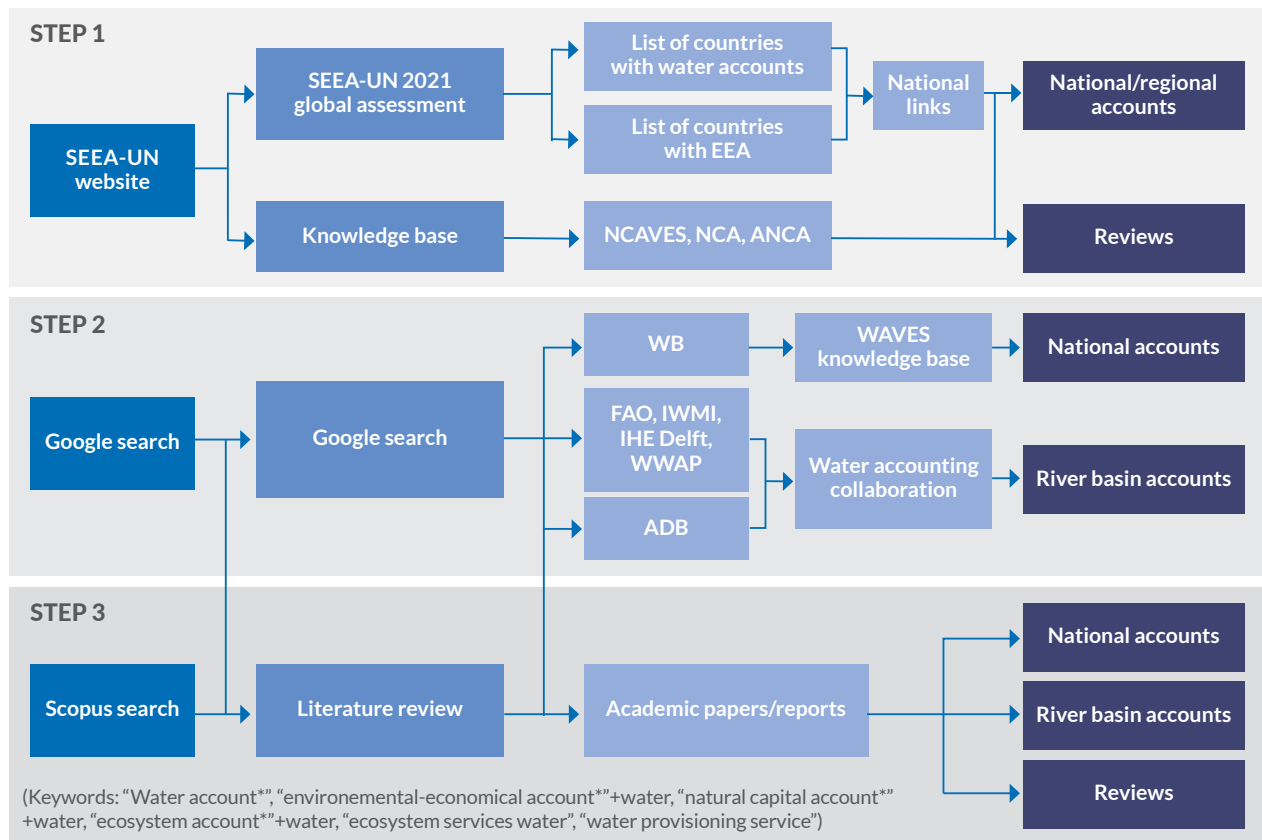 STEP 1
SEEA-UN
website
SEEA-UN 2021
global assessment
Knowledge base
List of countries
with water accounts
List of countries
with EEA
NCAVES, NCA, ANCA
National
links
National/regional
accounts
Reviews
STEP 2
Google search
Google search
WB
FAO, IWMI,
IHE Delft,
WWAP
ADB
WAVES
knowledge base
Water accounting
collaboration
National accounts
River basin accounts
STEP 3
Scopus search
Literature review
Academic papers/reports
National accounts
River basin accounts
Reviews
(Keywords: “Water account*”, “environemental-economical account*”+water, “natural capital account*”
+water, “ecosystem account*”+water, “ecosystem services water”, “water provisioning service”)